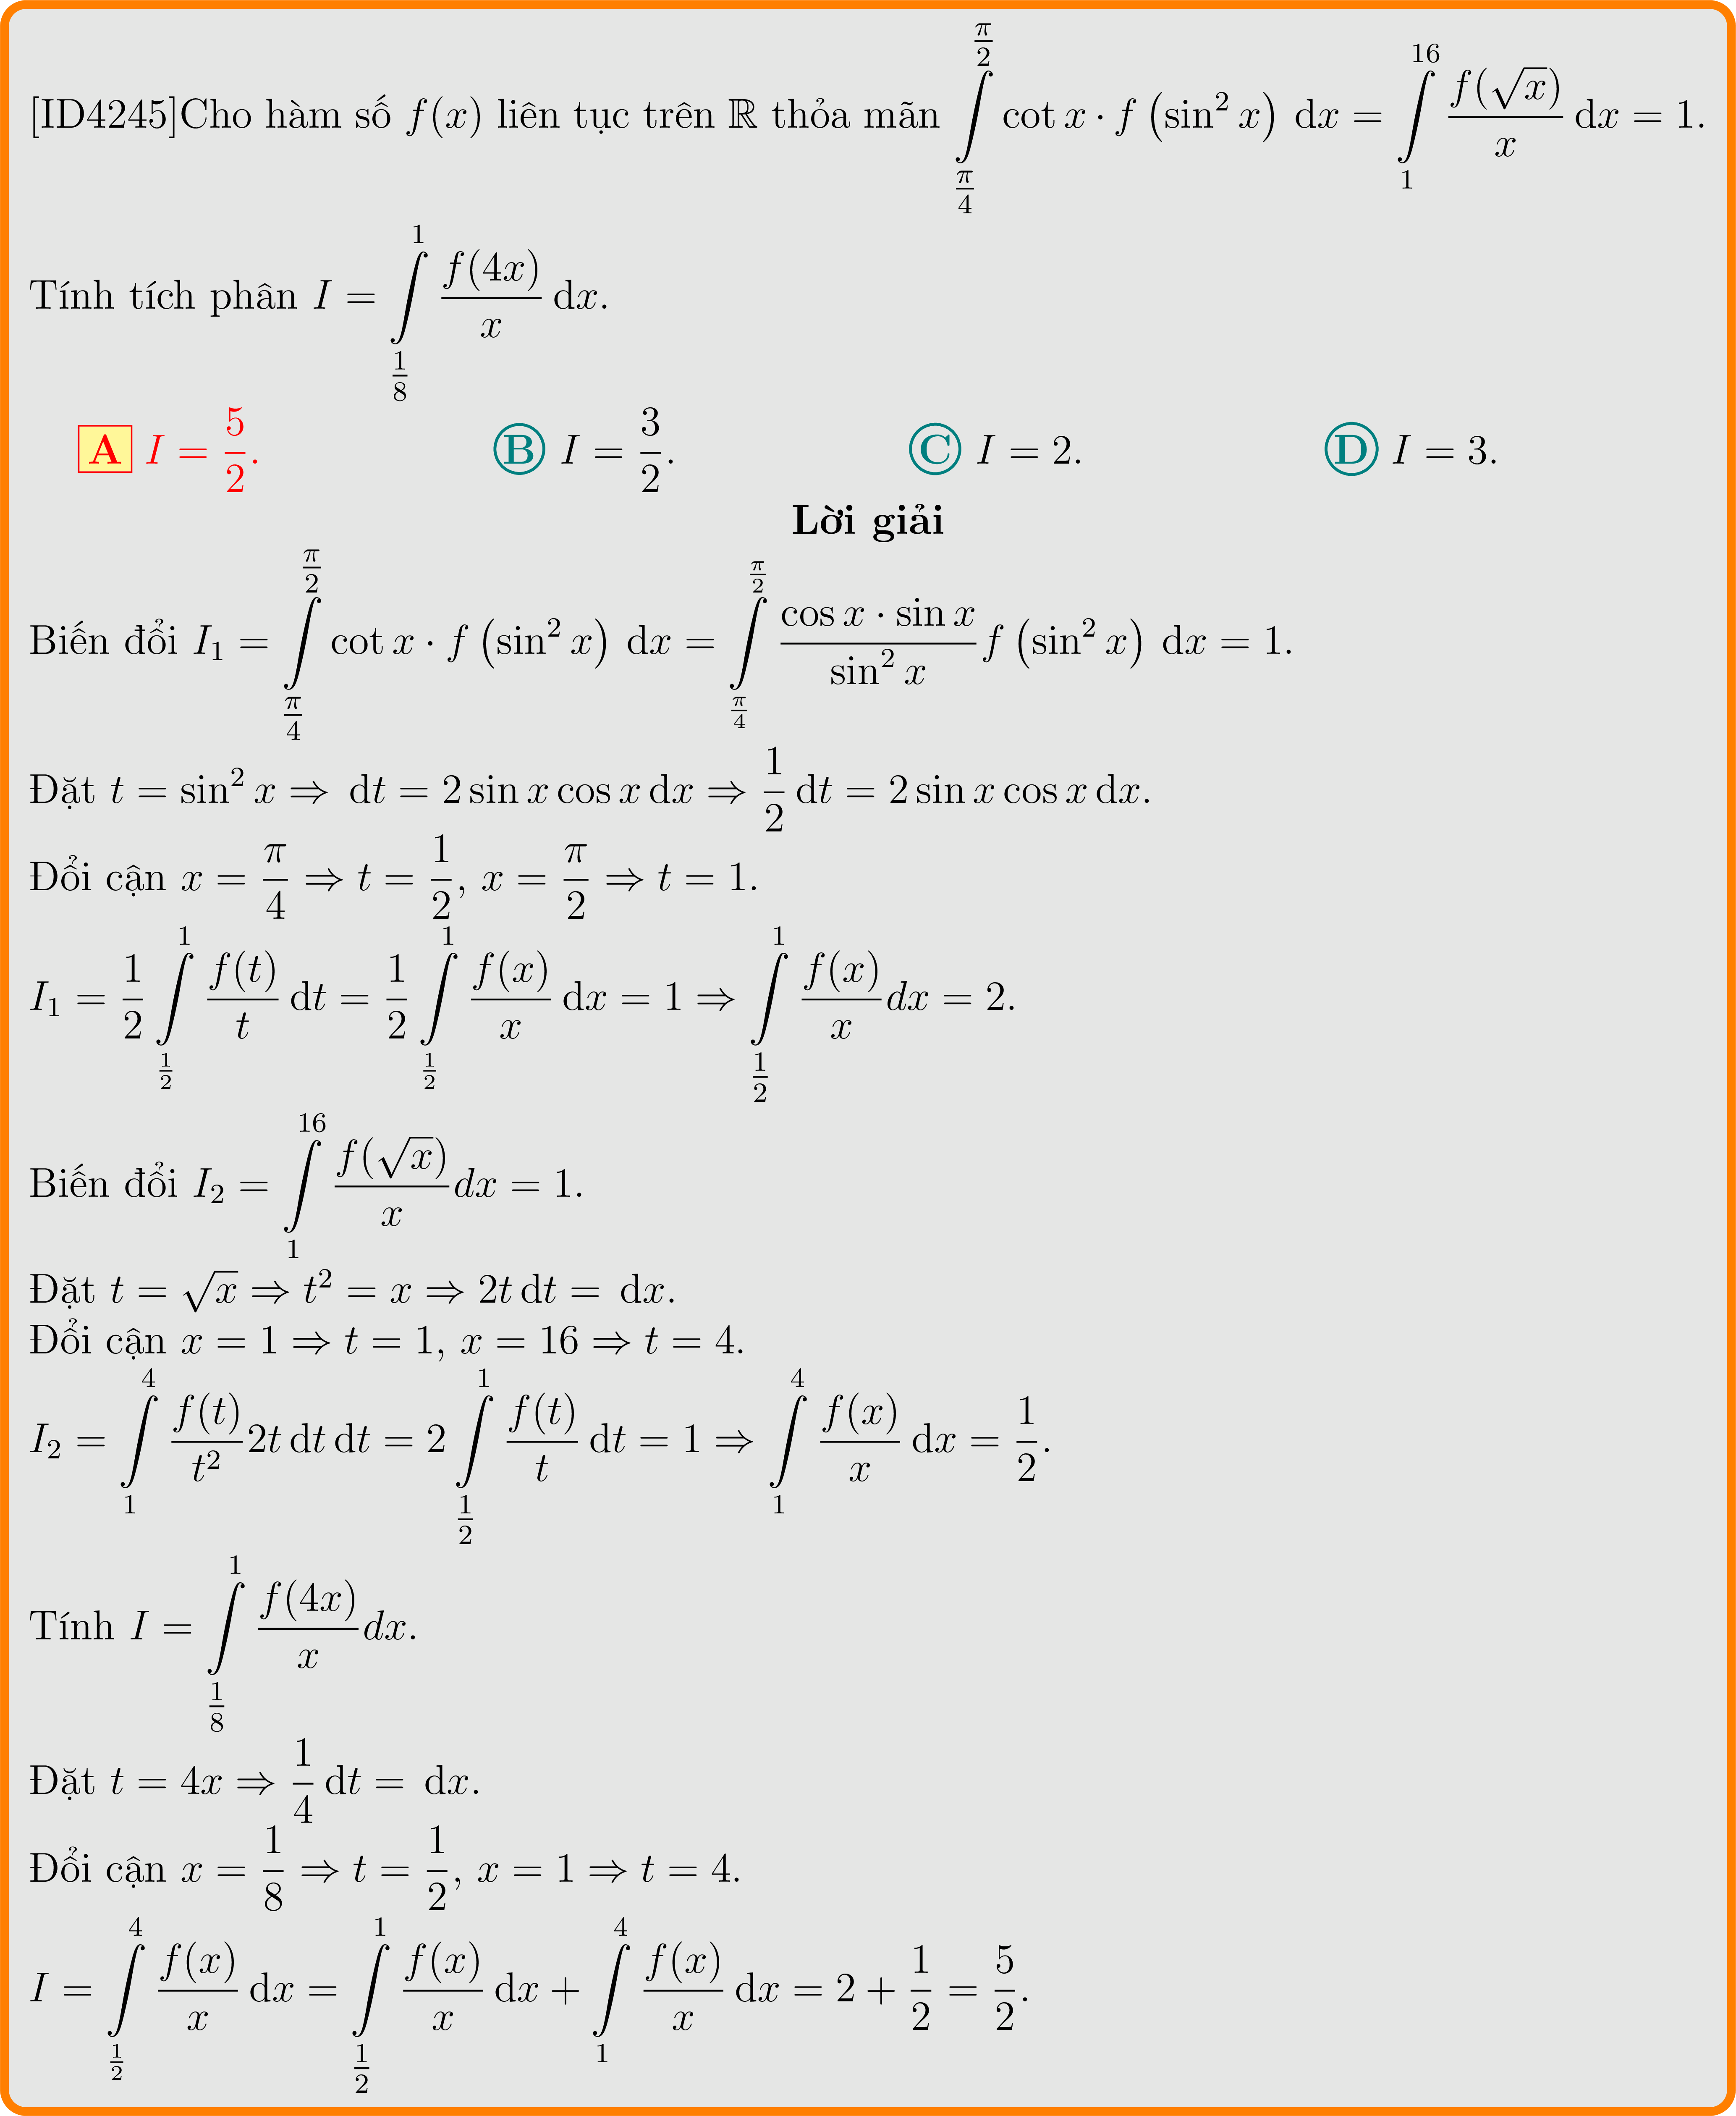 [ID4245]Cho hàm số $f(x)$ liên tục trên $\mathbb{R}$ thỏa mãn $\int\limits_{\frac{\pi}{4}}^{\frac{\pi}{2}} \cot x \cdot f\left(\sin^2 x\right) \mathrm{d}x = \int\limits_{1}^{16} \frac{f(\sqrt{x})}{x} \mathrm{d}x = 1.$
Tính tích phân $I = \int\limits_{\frac{1}{8}}^{1} \frac{f(4x)}{x} \mathrm{d}x.$
A $I = \frac{5}{2}.$ B $I = \frac{3}{2}.$ C $I = 2.$ D $I = 3.$
Lời giải
Biến đổi $I_1 = \int\limits_{\frac{\pi}{4}}^{\frac{\pi}{2}} \cot x \cdot f\left(\sin^2 x\right) \mathrm{d}x = \int\limits_{\frac{\pi}{4}}^{\frac{\pi}{2}} \frac{\cos x \cdot \sin x}{\sin^2 x} f\left(\sin^2 x\right) \mathrm{d}x = 1.$
Đặt $t = \sin^2 x \Rightarrow \mathrm{d}t = 2 \sin x \cos x \mathrm{d}x \Rightarrow \frac{1}{2} \mathrm{d}t = 2 \sin x \cos x \mathrm{d}x.$
Đổi cận $x = \frac{\pi}{4} \Rightarrow t = \frac{1}{2}, x = \frac{\pi}{2} \Rightarrow t = 1.$
$I_1 = \frac{1}{2} \int\limits_{\frac{1}{2}}^{1} \frac{f(t)}{t} \mathrm{d}t = \frac{1}{2} \int\limits_{\frac{1}{2}}^{1} \frac{f(x)}{x} \mathrm{d}x = 1 \Rightarrow \int\limits_{\frac{1}{2}}^{1} \frac{f(x)}{x} dx = 2.$
Biến đổi $I_2 = \int\limits_{1}^{16} \frac{f(\sqrt{x})}{x} dx = 1.$
Đặt $t = \sqrt{x} \Rightarrow t^2 = x \Rightarrow 2t \mathrm{d}t = \mathrm{d}x.$
Đổi cận $x = 1 \Rightarrow t = 1, x = 16 \Rightarrow t = 4.$
$I_2 = \int\limits_{1}^{4} \frac{f(t)}{t^2} 2t \mathrm{d}t \mathrm{d}t = 2 \int\limits_{\frac{1}{2}}^{1} \frac{f(t)}{t} \mathrm{d}t = 1 \Rightarrow \int\limits_{1}^{4} \frac{f(x)}{x} \mathrm{d}x = \frac{1}{2}.$
Tính $I = \int\limits_{\frac{1}{8}}^{1} \frac{f(4x)}{x} dx.$
Đặt $t = 4x \Rightarrow \frac{1}{4} \mathrm{d}t = \mathrm{d}x.$
Đổi cận $x = \frac{1}{8} \Rightarrow t = \frac{1}{2}, x = 1 \Rightarrow t = 4.$
$I = \int\limits_{\frac{1}{2}}^{4} \frac{f(x)}{x} \mathrm{d}x = \int\limits_{\frac{1}{2}}^{1} \frac{f(x)}{x} \mathrm{d}x + \int\limits_{1}^{4} \frac{f(x)}{x} \mathrm{d}x = 2 + \frac{1}{2} = \frac{5}{2}.$